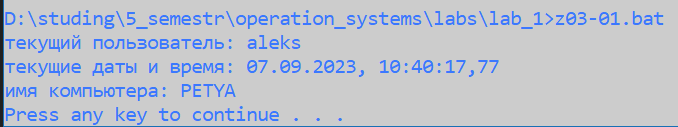 D:\studing\5_semestr\operation_systems\labs\lab_1>z03-01.bat
текущий пользователь: aleks
текущие даты и время: 07.09.2023, 10:40:17,77
имя компьютера: PETYA
Press any key to continue . . .